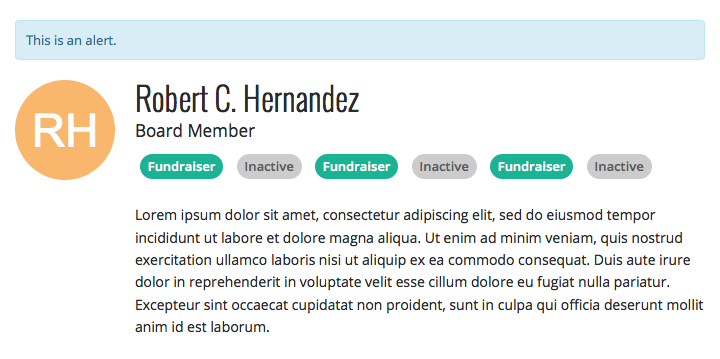 This is an alert.
RH
Robert C. Hernandez
Board Member
Fundraiser Inactive Fundraiser Inactive Fundraiser Inactive
Lorem ipsum dolor sit amet, consectetur adipiscing elit, sed do eiusmod tempor
incididunt ut labore et dolore magna aliqua. Ut enim ad minim veniam, quis nostrud
exercitation ullamco laboris nisi ut aliquip ex ea commodo consequat. Duis aute irure
dolor in reprehenderit in voluptate velit esse cillum dolore eu fugiat nulla pariatur.
Excepteur sint occaecat cupidatat non proident, sunt in culpa qui officia deserunt mollit
anim id est laborum.